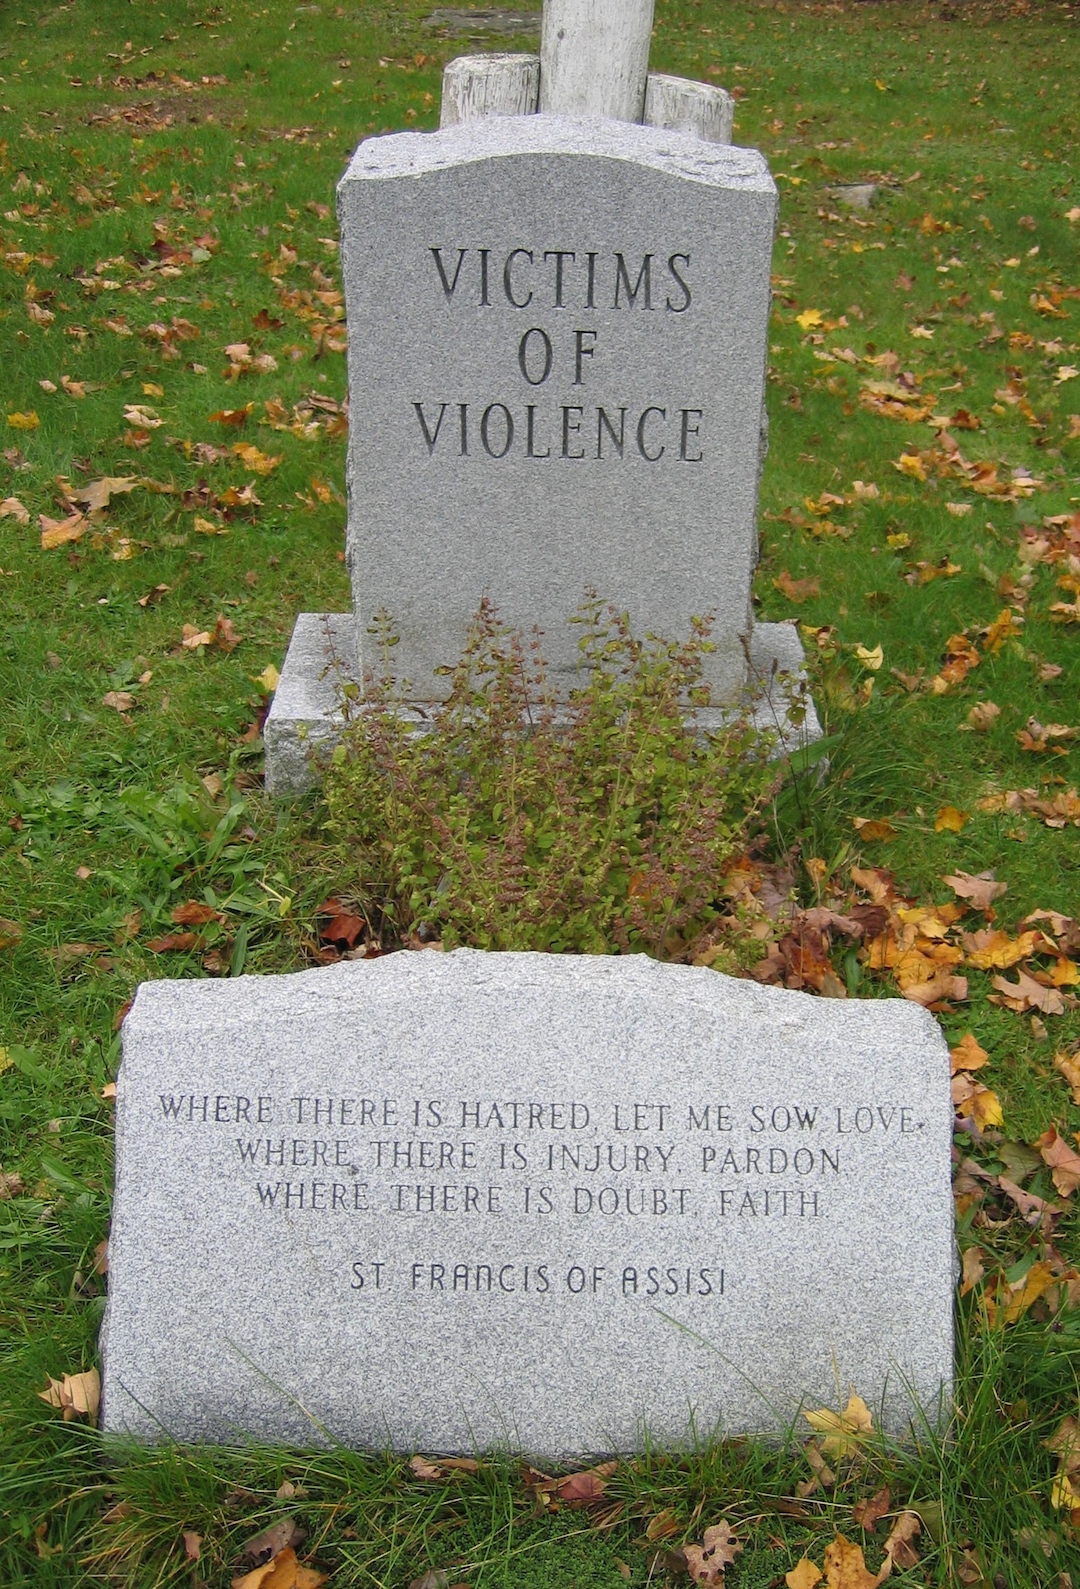 VICTIMS
OF
VIOLENCE
WHERE THERE IS HATRED, LET ME SOW LOVE.
WHERE THERE IS INJURY, PARDON.
WHERE THERE IS DOUBT, FAITH.
ST. FRANCIS OF ASSISI